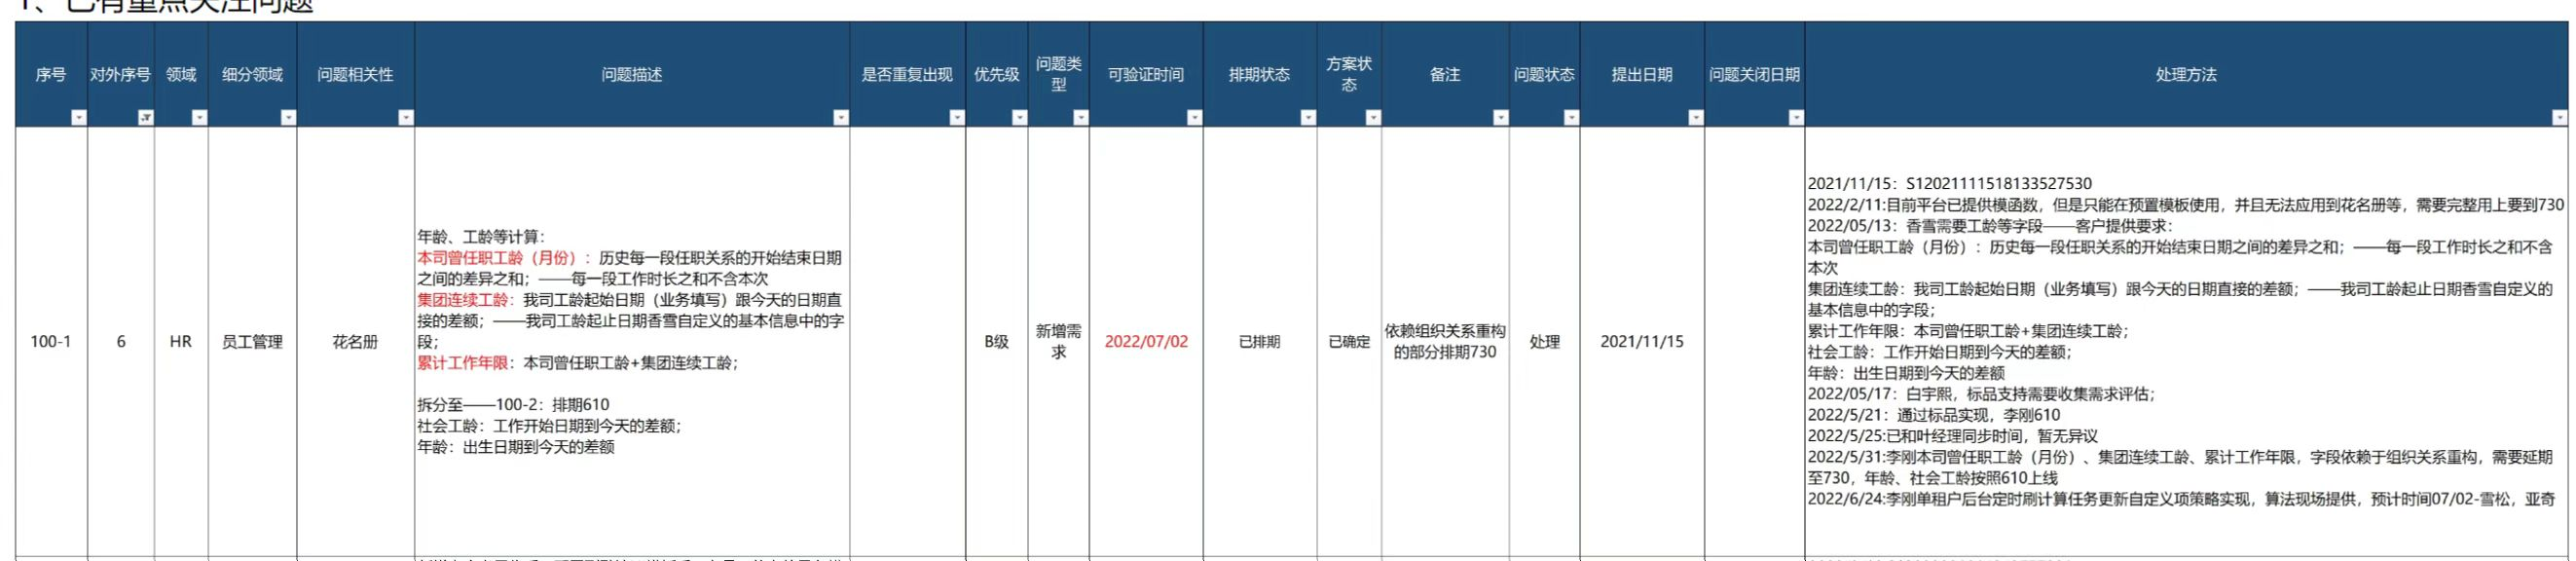 1、已有重点关注问题
序号
对外序号
领域
细分领域
问题相关性
问题描述
是否重复出现
优先级
问题类
型
可验证时间
排期状态
方案状
态
备注
问题状态
提出日期
问题关闭日期
处理方法
100-1
6
HR
员工管理
花名册
年龄、工龄等计算：
本司曾任职工龄（月份）：历史每一段任职关系的开始结束日期
之间的差异之和；——每一段工作时长之和不含本次
集团连续工龄：我司工龄起始日期（业务填写）跟今天的日期直
接的差额；——我司工龄起止日期香雪自定义的基本信息中的字
段；
累计工作年限：本司曾任职工龄+集团连续工龄；
拆分至——100-2：排期610
社会工龄：工作开始日期到今天的差额；
年龄：出生日期到今天的差额
B级
新增需
求
2022/07/02
已排期
已确定
依赖组织关系重构
的部分排期730
处理
2021/11/15
2021/11/15：S12021111518133527530
2022/2/11:目前平台已提供模函数，但是只能在预置模板使用，并且无法应用到花名册等，需要完整用上要到730
2022/05/13：香雪需要工龄等字段——客户提供要求：
本司曾任职工龄（月份）：历史每一段任职关系的开始结束日期之间的差异之和；——每一段工作时长之和不含
本次
集团连续工龄：我司工龄起始日期（业务填写）跟今天的日期直接的差额；——我司工龄起止日期香雪自定义的
基本信息中的字段；
累计工作年限：本司曾任职工龄+集团连续工龄；
社会工龄：工作开始日期到今天的差额；
年龄：出生日期到今天的差额
2022/05/17：白宇熙，标品支持需要收集需求评估；
2022/5/21：通过标品实现，李刚610
2022/5/25:已和叶经理同步时间，暂无异议
2022/5/31:李刚本司曾任职工龄（月份）、集团连续工龄、累计工作年限，字段依赖于组织关系重构，需要延期
至730，年龄、社会工龄按照610上线
2022/6/24:李刚单租户后台定时刷计算任务更新自定义项策略实现，算法现场提供，预计时间07/02-雪松，亚奇